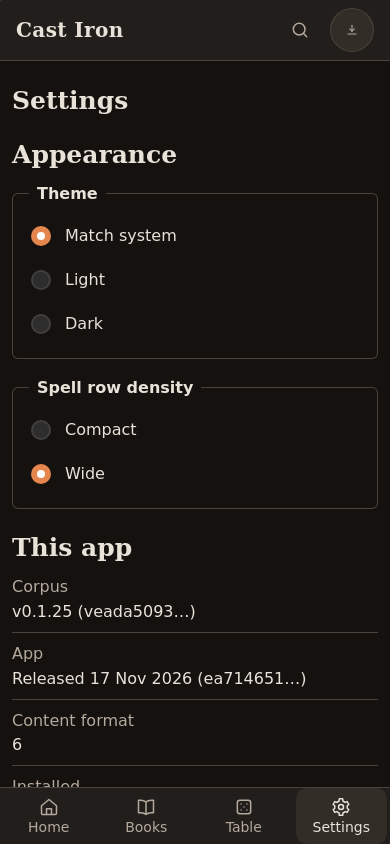 Cast Iron
Settings
Appearance
Theme
Match system
Light
Dark
Spell row density
Compact
Wide
This app
Corpus
v0.1.25 (veada5093…)
App
Released 17 Nov 2026 (ea714651…)
Content format
6
Installed
Home
Books
Table
Settings